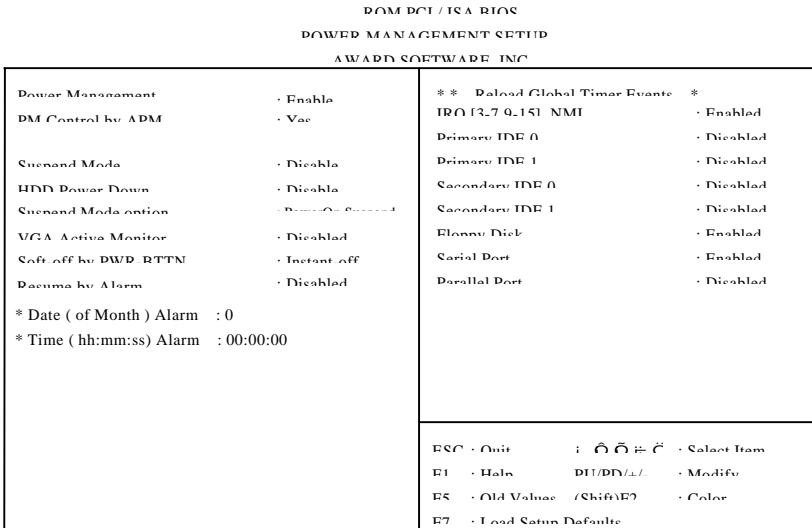 ROM PCI / ISA BIOS
POWER MANAGEMENT SETUP
AWARD SOFTWARE, INC.
Power Management : Enable
PM Control by APM : Yes
Suspend Mode : Disable
HDD Power Down : Disable
Suspend Mode option : PowerOn Suspend
VGA Active Monitor : Disabled
Soft-off by PWR-BTTN : Instant-off
Resume by Alarm : Disabled
* Date ( of Month ) Alarm : 0
* Time ( hh:mm:ss) Alarm : 00:00:00
* * Reload Global Timer Events *
IRQ [3-7,9-15], NMI : Enabled
Primary IDE 0 : Disabled
Primary IDE 1 : Disabled
Secondary IDE 0 : Disabled
Secondary IDE 1 : Disabled
Floppy Disk : Enabled
Serial Port : Enabled
Parallel Port : Disabled
ESC : Quit : Select Item
F1 : Help PU/PD/+/- : Modify
F5 : Old Values (Shift)F2 : Color
F7 : Load Setup Defaults